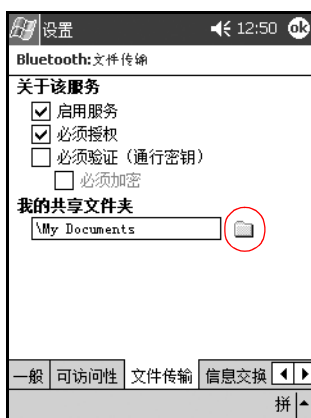 设置 12:50 ok
Bluetooth:文件传输
关于该服务
启用服务
必须授权
必须验证（通行密钥）
必须加密
我的共享文件夹
\My Documents
一般 可访问性 文件传输 信息交换
拼